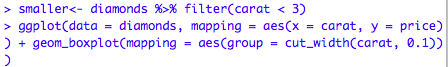 > smaller<- diamonds %>% filter(carat < 3)
> ggplot(data = diamonds, mapping = aes(x = carat, y = price)
) + geom_boxplot(mapping = aes(group = cut_width(carat, 0.1))
)